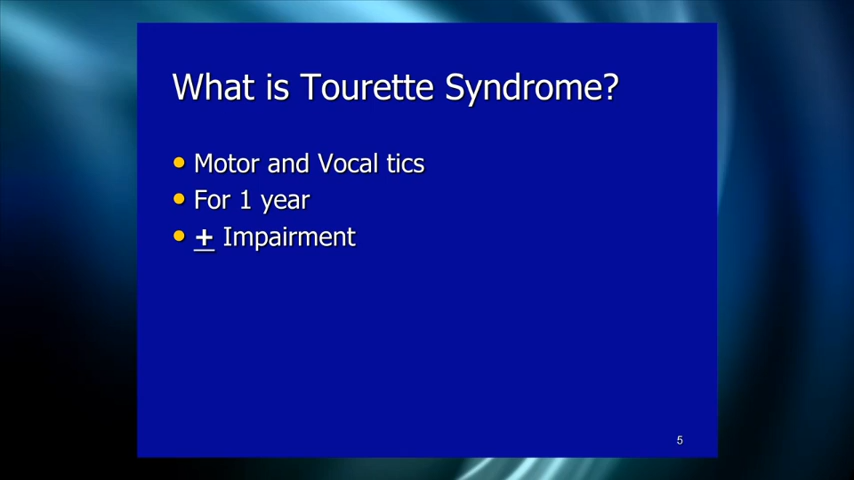 What is Tourette Syndrome?
• Motor and Vocal tics
• For 1 year
• + Impairment
5